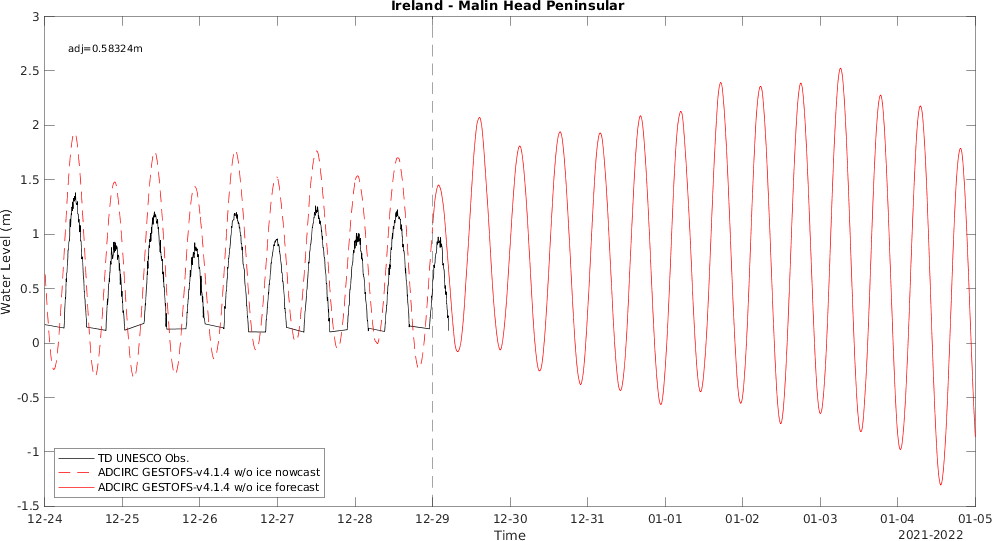 Ireland - Malin Head Peninsular
adj=0.58324m
3
2.5
2
1.5
1
0.5
0
-0.5
-1
-1.5
Water Level (m)
TD UNESCO Obs.
ADCIRC GESTOFS-v4.1.4 w/o ice nowcast
ADCIRC GESTOFS-v4.1.4 w/o ice forecast
12-24 12-25 12-26 12-27 12-28 12-29 12-30 12-31 01-01 01-02 01-03 01-04 01-05
Time
2021-2022